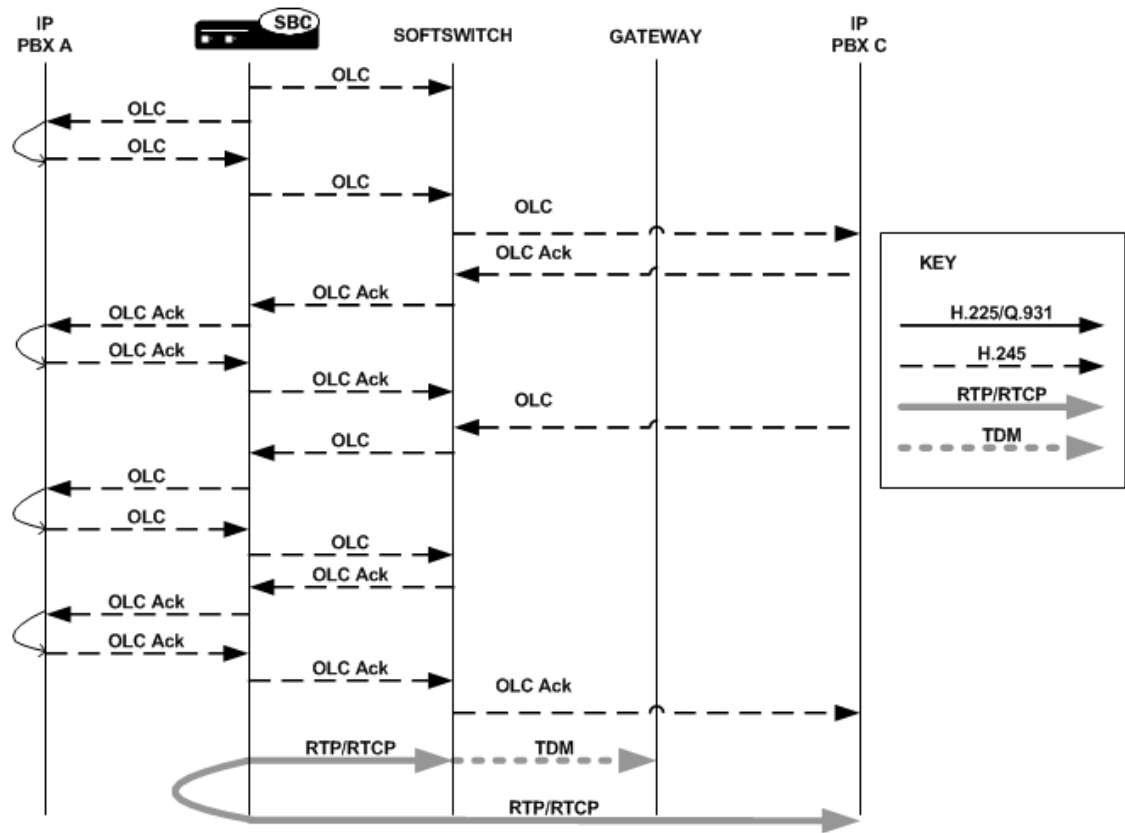 IP
PBX A
SBC
SOFTSWITCH
GATEWAY
IP
PBX C
OLC
OLC
OLC
OLC
OLC
OLC Ack
OLC Ack
OLC Ack
OLC Ack
OLC Ack
OLC
OLC
OLC
OLC
OLC
OLC Ack
OLC Ack
OLC Ack
OLC Ack
OLC Ack
RTP/RTCP
TDM
RTP/RTCP
KEY
H.225/Q.931
H.245
RTP/RTCP
TDM